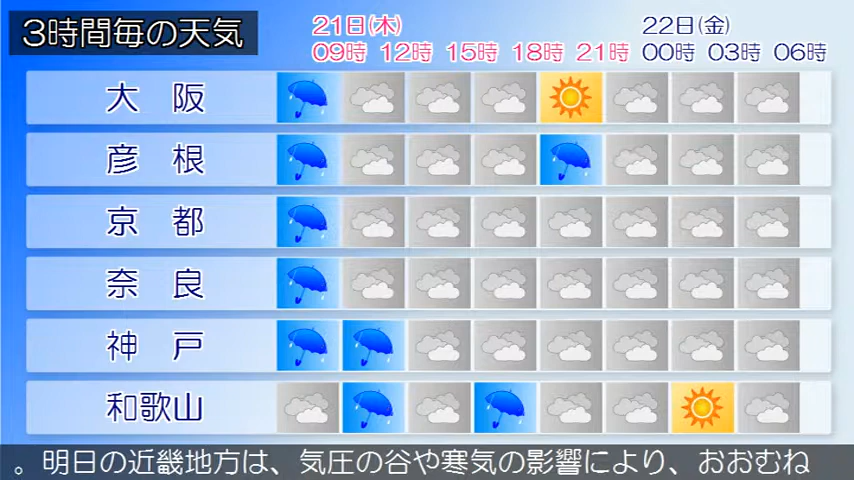 3時間毎の天気
21日(木) 22日(金)
09時 12時 15時 18時 21時 00時 03時 06時
大阪
彦根
京都
奈良
神戸
和歌山
。明日の近畿地方は、気圧の谷や寒気の影響により、おおむね